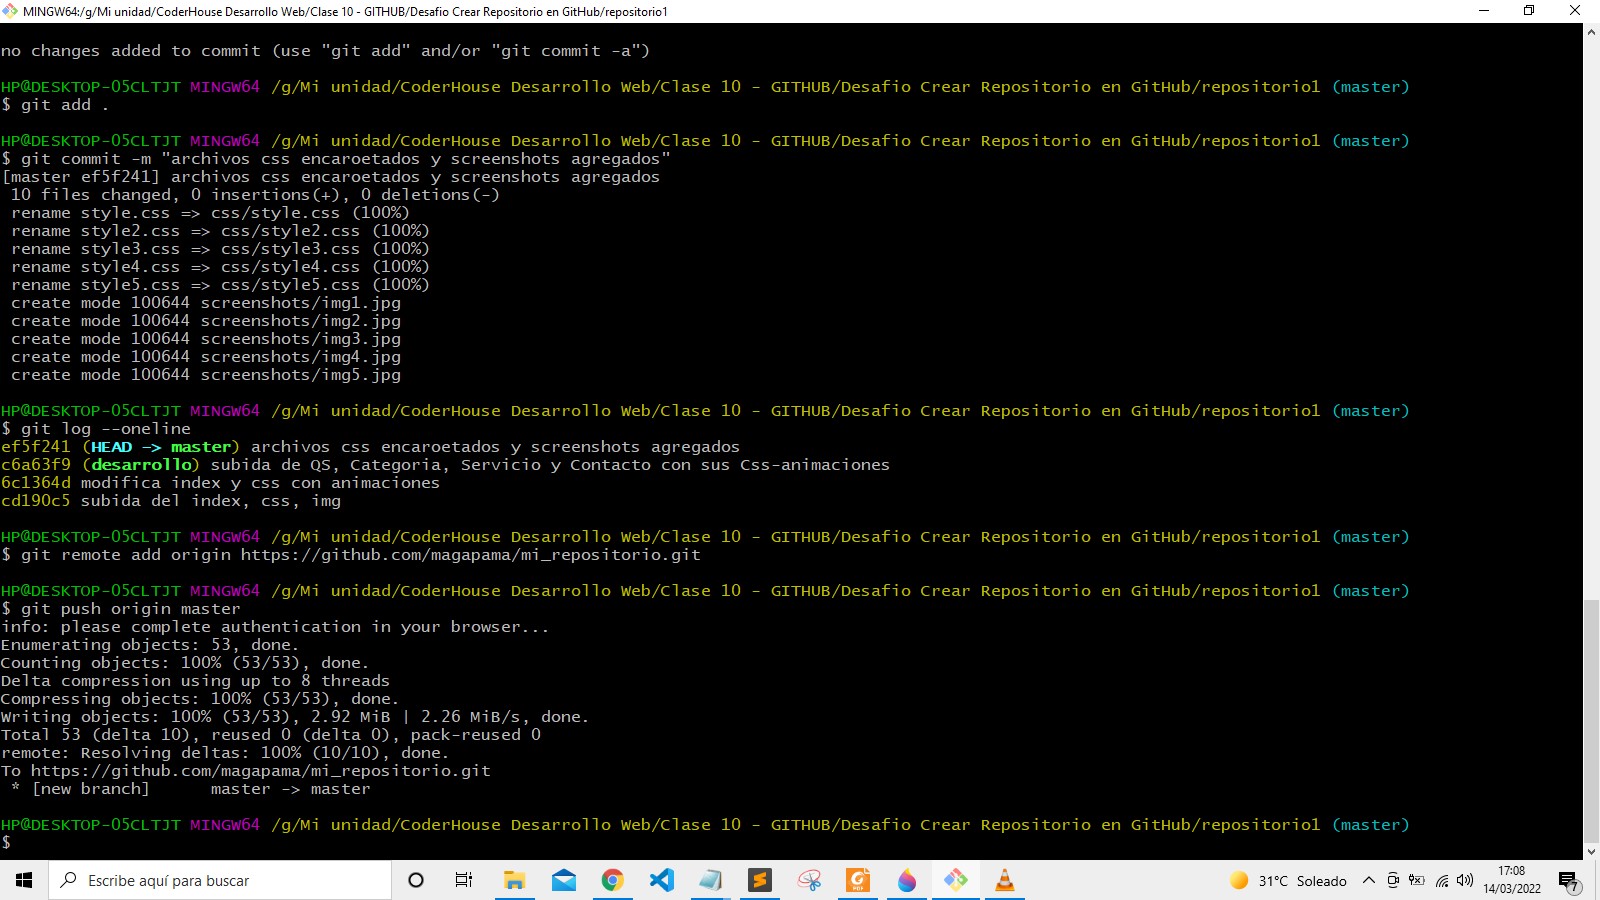 MINGW64:/g/Mi unidad/CoderHouse Desarrollo Web/Clase 10 - GITHUB/Desafio Crear Repositorio en GitHub/repositorio1
no changes added to commit (use "git add" and/or "git commit -a")
HP@DESKTOP-O5CLTJT MINGW64 /g/Mi unidad/CoderHouse Desarrollo Web/Clase 10 - GITHUB/Desafio Crear Repositorio en GitHub/repositorio1 (master)
$ git add .
HP@DESKTOP-O5CLTJT MINGW64 /g/Mi unidad/CoderHouse Desarrollo Web/Clase 10 - GITHUB/Desafio Crear Repositorio en GitHub/repositorio1 (master)
$ git commit -m "archivos css encaroetados y screenshots agregados"
[master ef5f241] archivos css encaroetados y screenshots agregados
 10 files changed, 0 insertions(+), 0 deletions(-)
 rename style.css => css/style.css (100%)
 rename style2.css => css/style2.css (100%)
 rename style3.css => css/style3.css (100%)
 rename style4.css => css/style4.css (100%)
 rename style5.css => css/style5.css (100%)
 create mode 100644 screenshots/img1.jpg
 create mode 100644 screenshots/img2.jpg
 create mode 100644 screenshots/img3.jpg
 create mode 100644 screenshots/img4.jpg
 create mode 100644 screenshots/img5.jpg
HP@DESKTOP-O5CLTJT MINGW64 /g/Mi unidad/CoderHouse Desarrollo Web/Clase 10 - GITHUB/Desafio Crear Repositorio en GitHub/repositorio1 (master)
$ git log --oneline
ef5f241 (HEAD -> master) archivos css encaroetados y screenshots agregados
c6a63f9 (desarrollo) subida de QS, Categoria, Servicio y Contacto con sus Css-animaciones
6c1364d modifica index y css con animaciones
cd190c5 subida del index, css, img
HP@DESKTOP-O5CLTJT MINGW64 /g/Mi unidad/CoderHouse Desarrollo Web/Clase 10 - GITHUB/Desafio Crear Repositorio en GitHub/repositorio1 (master)
$ git remote add origin https://github.com/magapama/mi_repositorio.git
HP@DESKTOP-O5CLTJT MINGW64 /g/Mi unidad/CoderHouse Desarrollo Web/Clase 10 - GITHUB/Desafio Crear Repositorio en GitHub/repositorio1 (master)
$ git push origin master
info: please complete authentication in your browser...
Enumerating objects: 53, done.
Counting objects: 100% (53/53), done.
Delta compression using up to 8 threads
Compressing objects: 100% (53/53), done.
Writing objects: 100% (53/53), 2.92 MiB | 2.26 MiB/s, done.
Total 53 (delta 10), reused 0 (delta 0), pack-reused 0
remote: Resolving deltas: 100% (10/10), done.
To https://github.com/magapama/mi_repositorio.git
 * [new branch]      master -> master
HP@DESKTOP-O5CLTJT MINGW64 /g/Mi unidad/CoderHouse Desarrollo Web/Clase 10 - GITHUB/Desafio Crear Repositorio en GitHub/repositorio1 (master)
$
Escribe aquí para buscar
PDF
31°C Soleado
17:08
14/03/2022
7